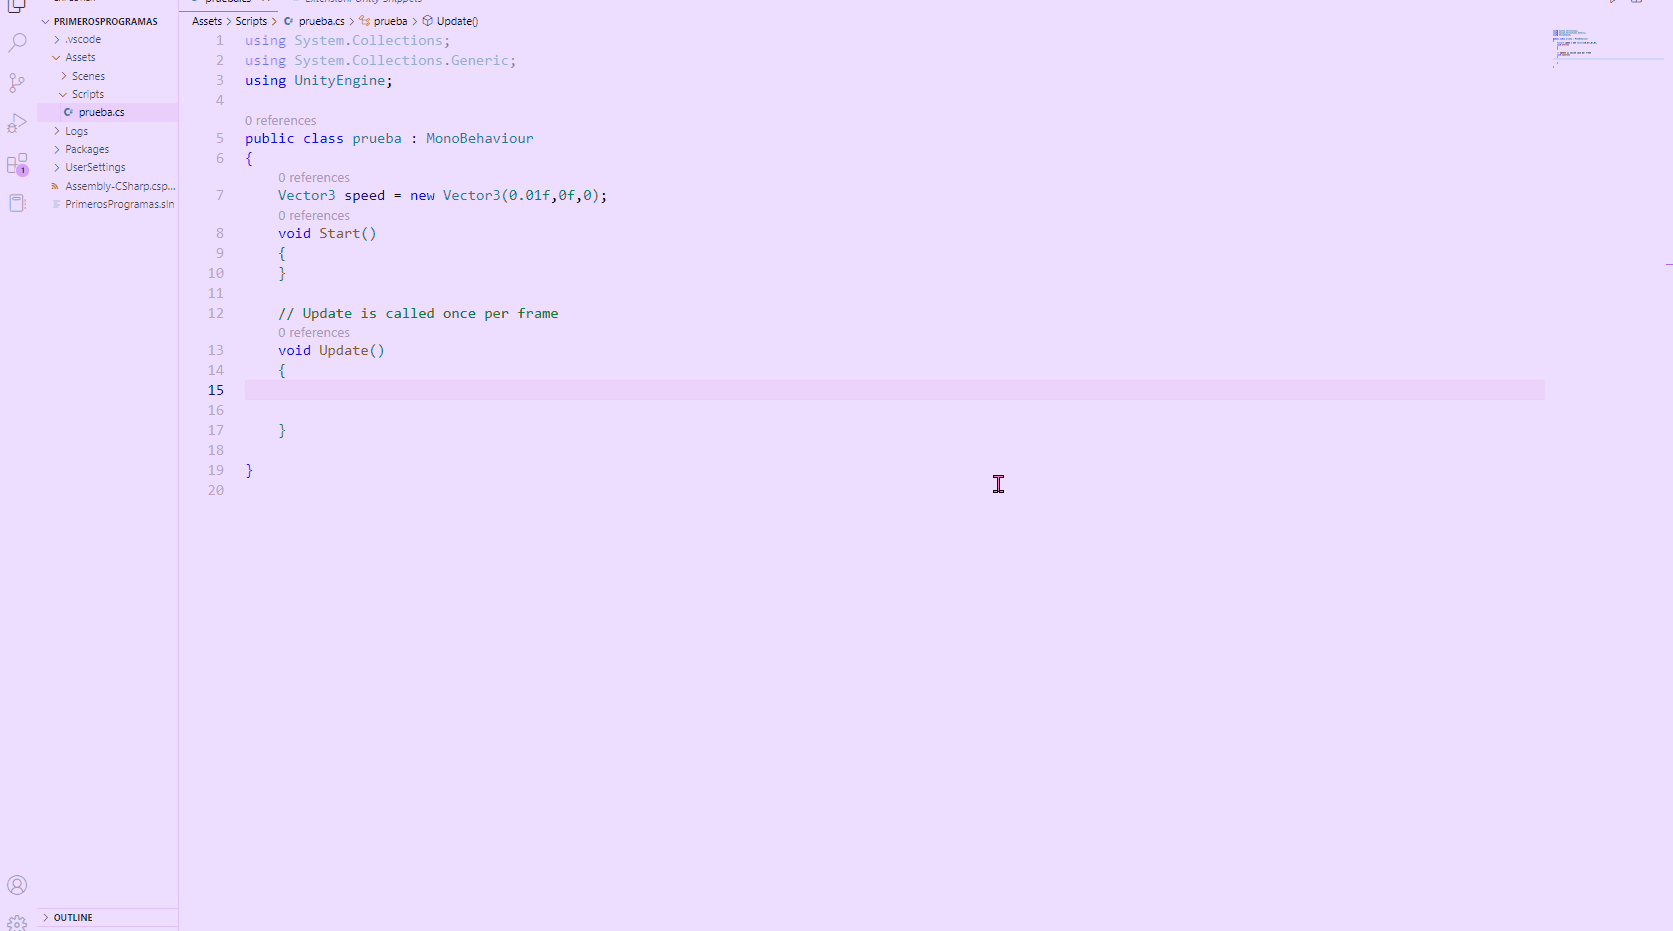 PRIMEROSPROGRAMAS
.vscode
Assets
Scenes
Scripts
prueba.cs
Logs
Packages
UserSettings
Assembly-CSharp.csp...
PrimerosProgramas.sln
1
OUTLINE
Assets > Scripts > prueba.cs > prueba > Update()
1 using System.Collections;
2 using System.Collections.Generic;
3 using UnityEngine;
4
0 references
5 public class prueba : MonoBehaviour
6 {
0 references
7 Vector3 speed = new Vector3(0.01f,0f,0);
0 references
8 void Start()
9 {
10 }
11
12 // Update is called once per frame
0 references
13 void Update()
14 {
15
16
17 }
18
19 }
20